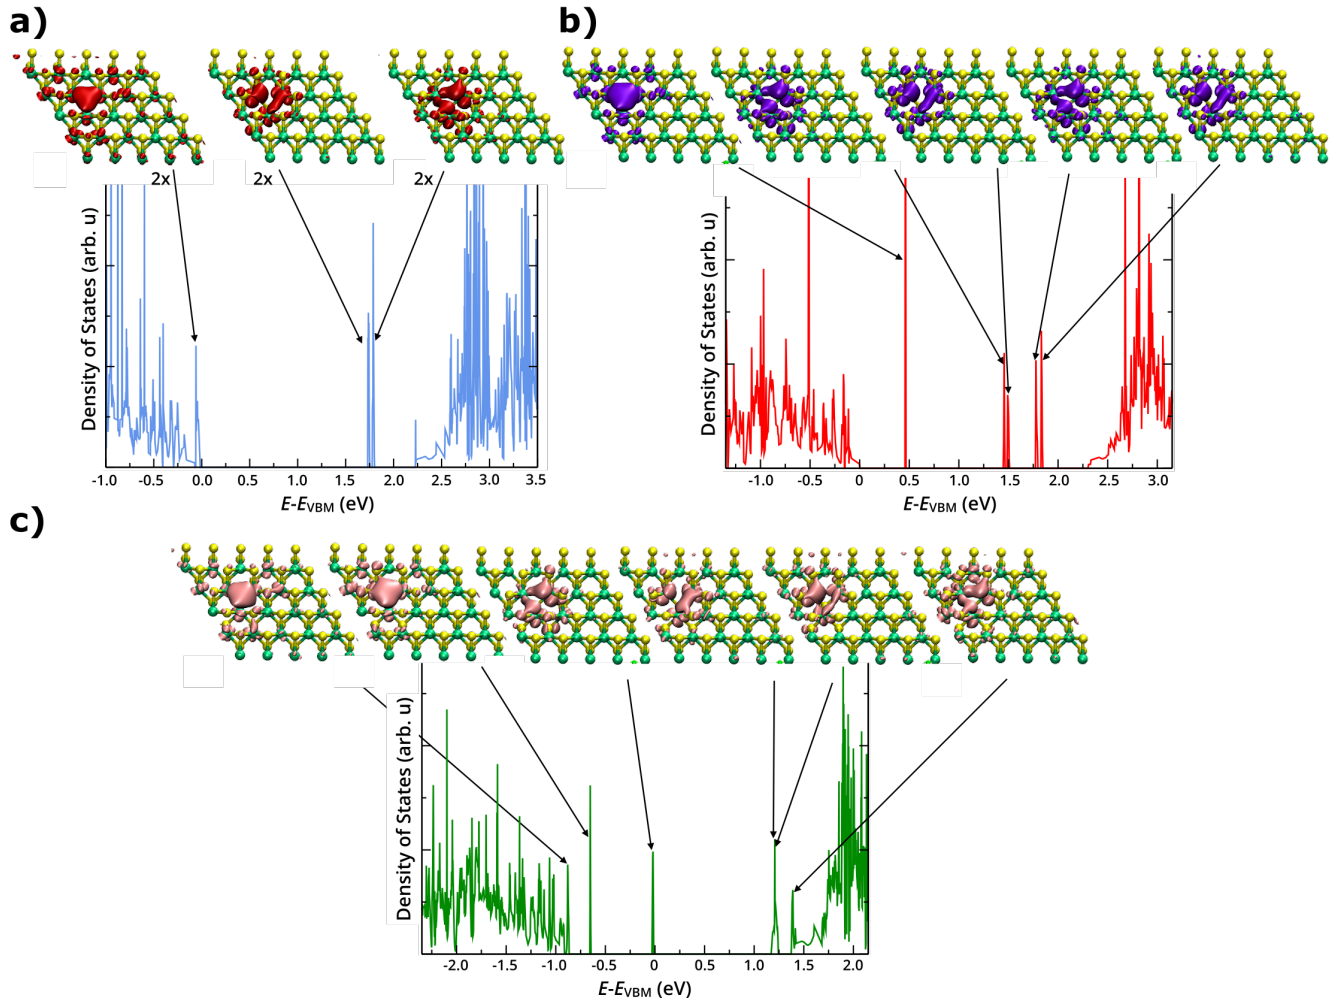 a)
b)
2x
2x
2x
Density of States (arb. u)
-1.0 -0.5 0.0 0.5 1.0 1.5 2.0 2.5 3.0 3.5
E-EVBM (eV)
Density of States (arb. u)
-1.0 -0.5 0 0.5 1.0 1.5 2.0 2.5 3.0
E-EVBM (eV)
c)
Density of States (arb. u)
-2.0 -1.5 -1.0 -0.5 0 0.5 1.0 1.5 2.0
E-EVBM (eV)